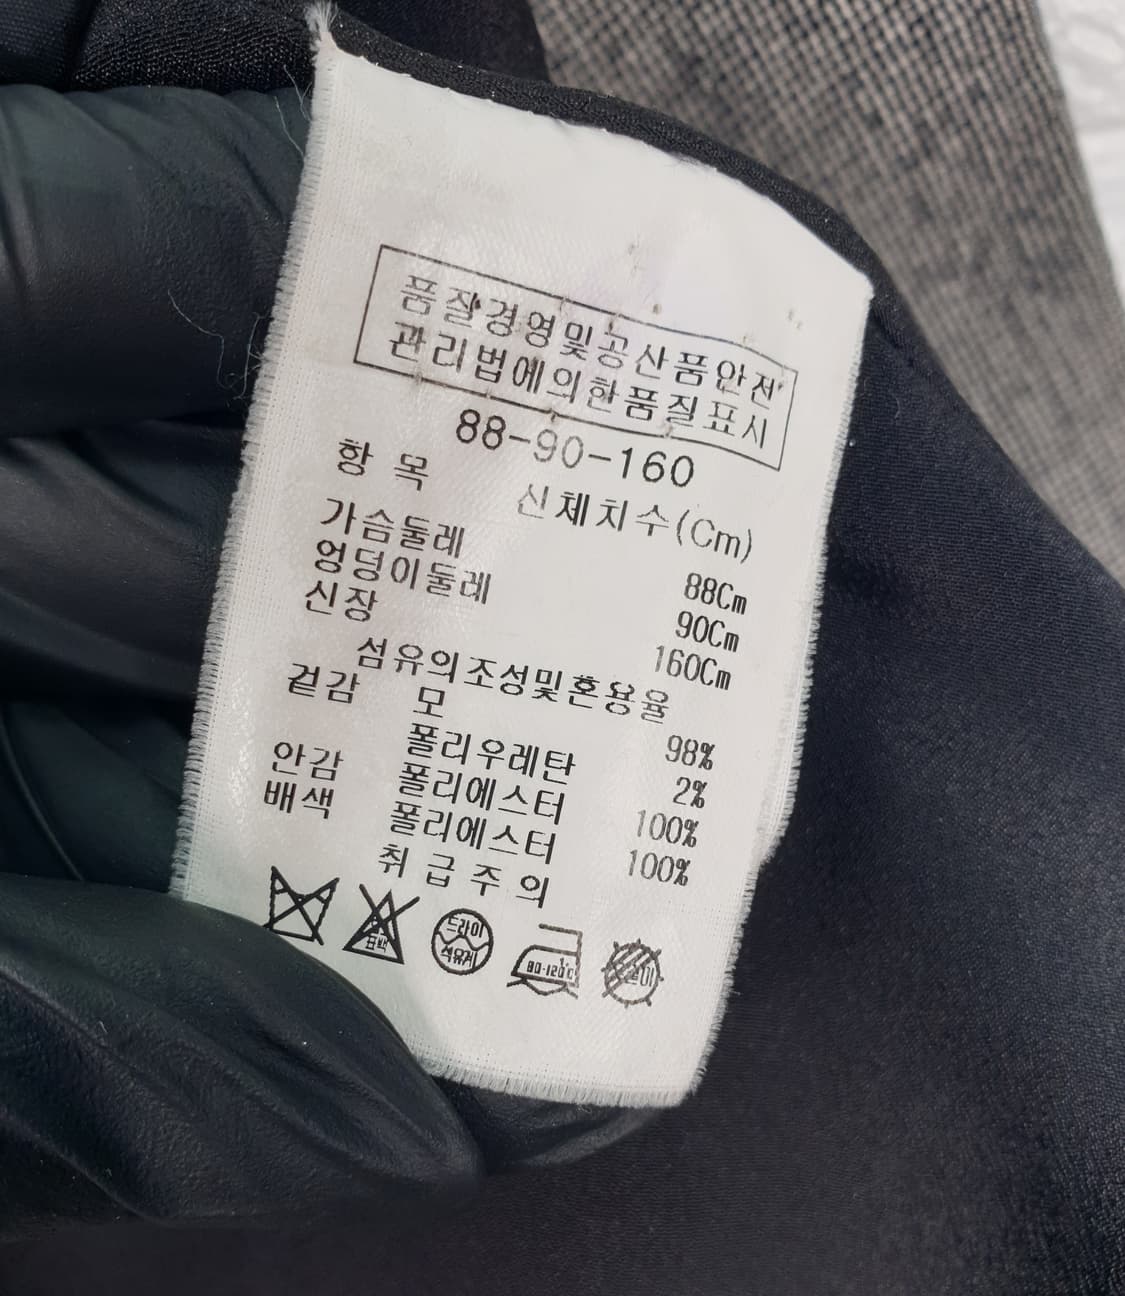 품질경영및공산품안전
관리법에의한품질표시
88-90-160
항 목 신체치수(Cm)
가슴둘레 88Cm
엉덩이둘레 90Cm
신장 160Cm
섬유의조성및혼용율
겉감 모 98%
폴리우레탄 2%
안감 폴리에스터 100%
배색 폴리에스터 100%
취 급 주 의
표백 드라이 80-120℃
석유계